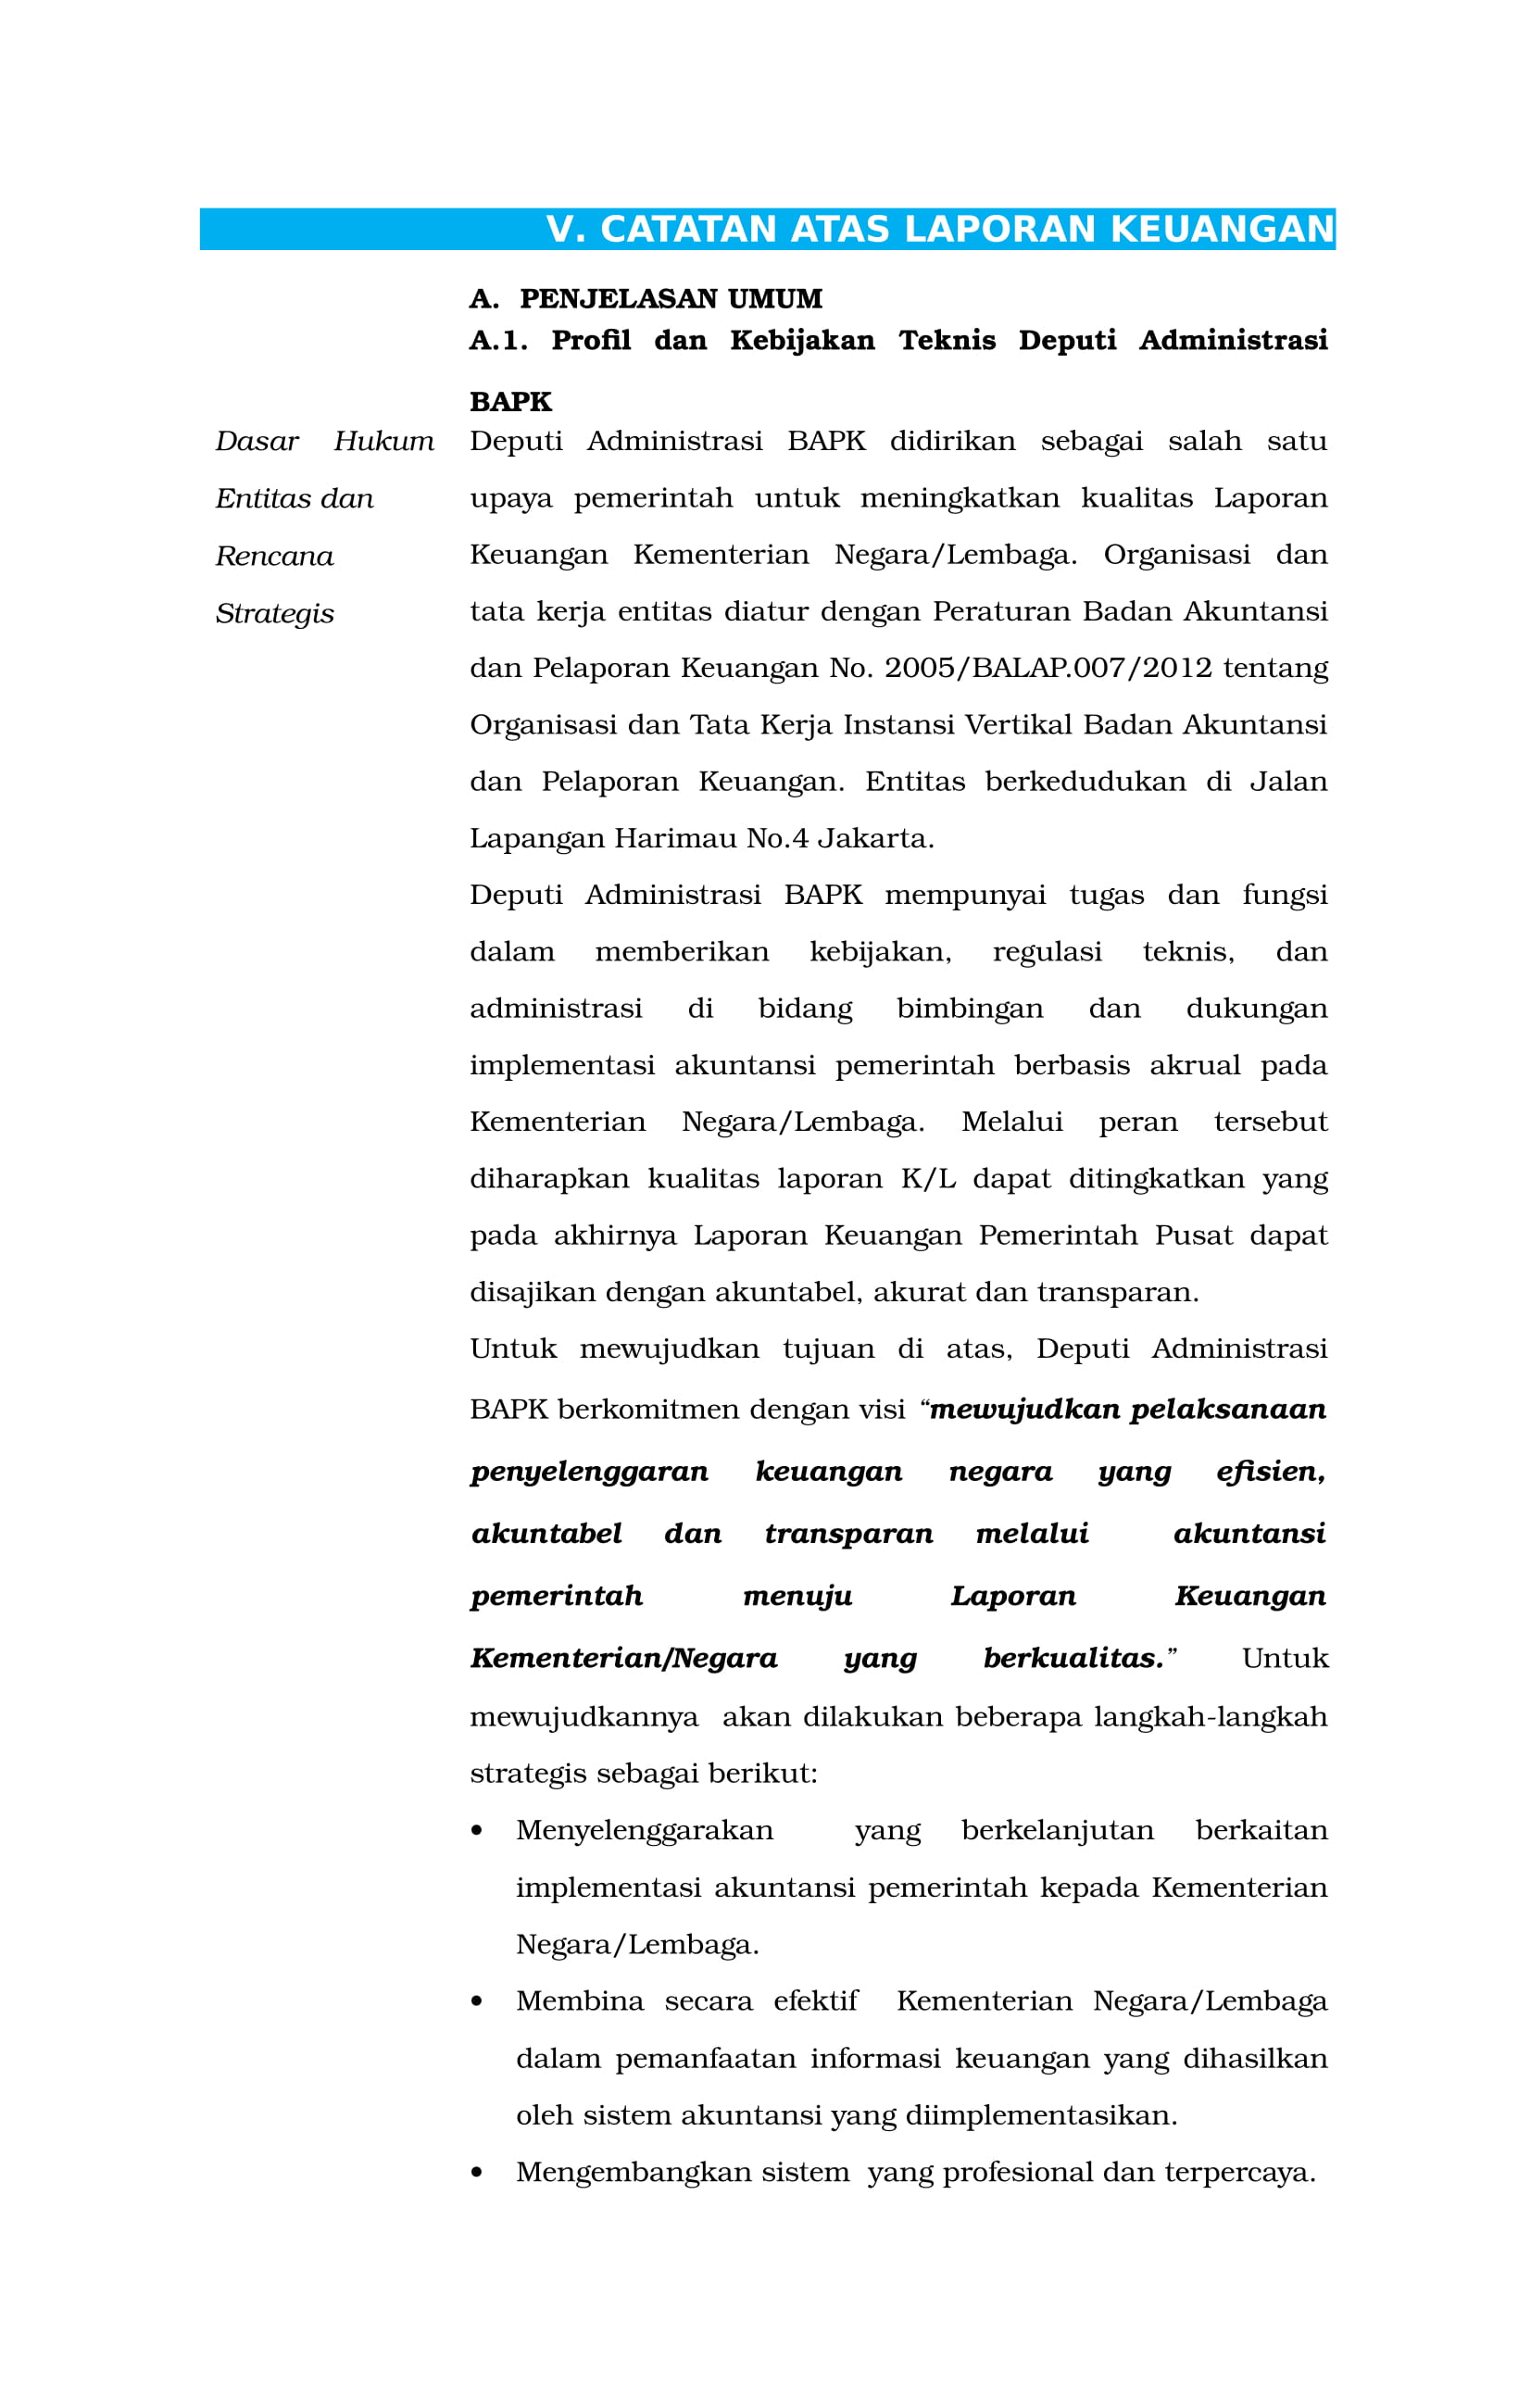 V. CATATAN ATAS LAPORAN KEUANGAN
A. PENJELASAN UMUM
A.1. Profil dan Kebijakan Teknis Deputi Administrasi
BAPK
Dasar Hukum
Entitas dan
Rencana
Strategis
Deputi Administrasi BAPK didirikan sebagai salah satu
upaya pemerintah untuk meningkatkan kualitas Laporan
Keuangan Kementerian Negara/Lembaga. Organisasi dan
tata kerja entitas diatur dengan Peraturan Badan Akuntansi
dan Pelaporan Keuangan No. 2005/BALAP.007/2012 tentang
Organisasi dan Tata Kerja Instansi Vertikal Badan Akuntansi
dan Pelaporan Keuangan. Entitas berkedudukan di Jalan
Lapangan Harimau No.4 Jakarta.
Deputi Administrasi BAPK mempunyai tugas dan fungsi
dalam memberikan kebijakan, regulasi teknis, dan
administrasi di bidang bimbingan dan dukungan
implementasi akuntansi pemerintah berbasis akrual pada
Kementerian Negara/Lembaga. Melalui peran tersebut
diharapkan kualitas laporan K/L dapat ditingkatkan yang
pada akhirnya Laporan Keuangan Pemerintah Pusat dapat
disajikan dengan akuntabel, akurat dan transparan.
Untuk mewujudkan tujuan di atas, Deputi Administrasi
BAPK berkomitmen dengan visi “mewujudkan pelaksanaan
penyelenggaran keuangan negara yang efisien,
akuntabel dan transparan melalui akuntansi
pemerintah menuju Laporan Keuangan
Kementerian/Negara yang berkualitas.” Untuk
mewujudkannya akan dilakukan beberapa langkah-langkah
strategis sebagai berikut:
• Menyelenggarakan yang berkelanjutan berkaitan
implementasi akuntansi pemerintah kepada Kementerian
Negara/Lembaga.
• Membina secara efektif Kementerian Negara/Lembaga
dalam pemanfaatan informasi keuangan yang dihasilkan
oleh sistem akuntansi yang diimplementasikan.
• Mengembangkan sistem yang profesional dan terpercaya.